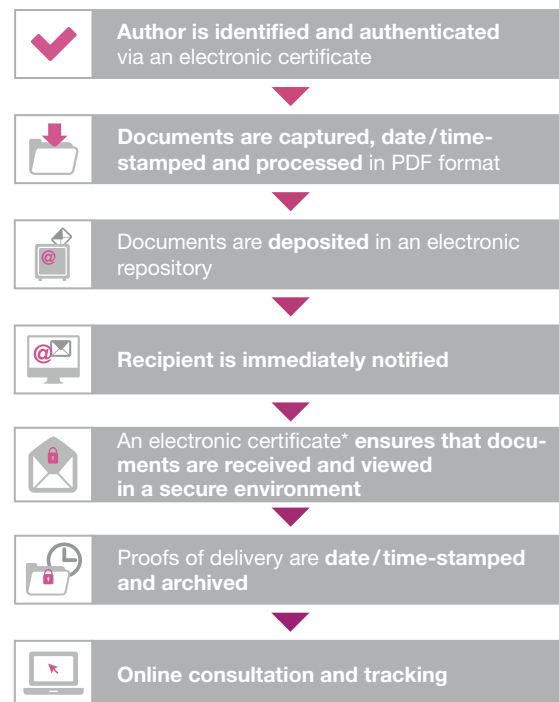 Author is identified and authenticated
via an electronic certificate
Documents are captured, date/time-
stamped and processed in PDF format
@
Documents are deposited in an electronic
repository
@
Recipient is immediately notified
An electronic certificate* ensures that docu-
ments are received and viewed
in a secure environment
Proofs of delivery are date/time-stamped
and archived
Online consultation and tracking